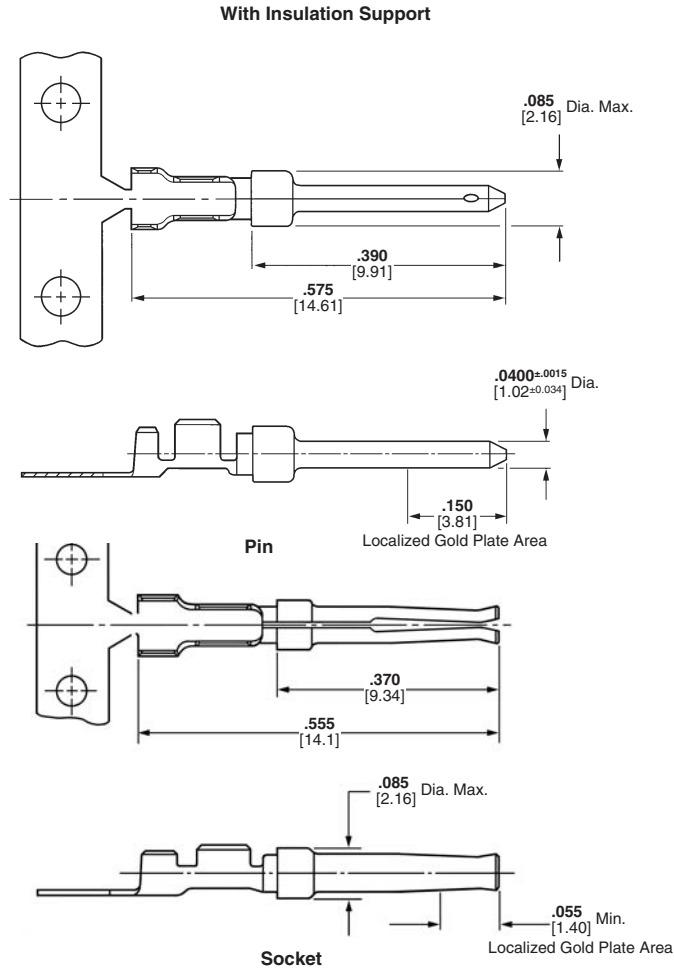 With Insulation Support
.085
[2.16] Dia. Max.
.390
[9.91]
.575
[14.61]
.0400±.0015
[1.02±0.034] Dia.
.150
[3.81]
Localized Gold Plate Area
Pin
.370
[9.34]
.555
[14.1]
.085
[2.16] Dia. Max.
.055
[1.40] Min.
Localized Gold Plate Area
Socket